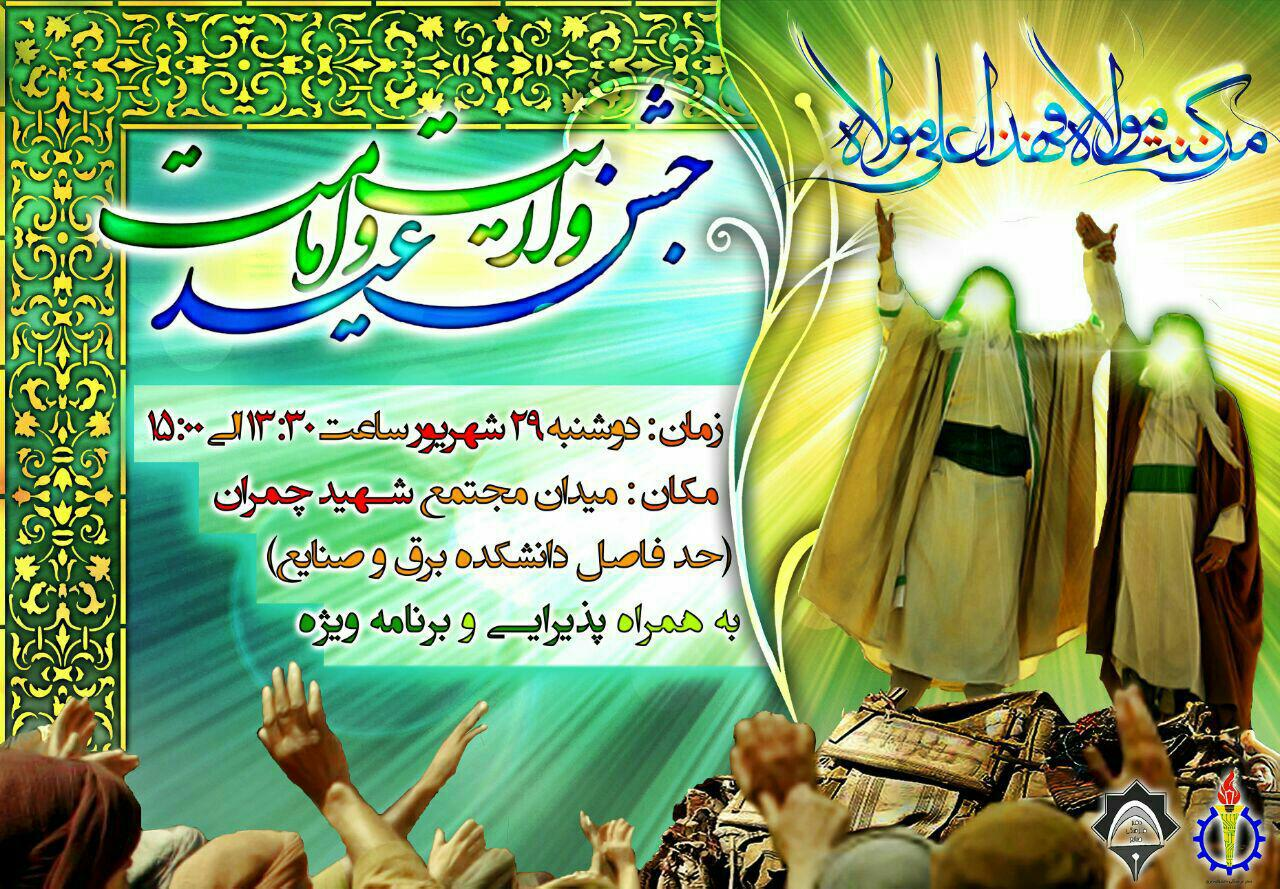 من کنت مولاه فهذا علی مولاه
جشن ولایت و امامت
عید
زمان: دوشنبه ۲۹ شهریور ساعت ۱۳:۳۰ الی ۱۵:۰۰
مکان: میدان مجتمع شهید چمران
(حد فاصل دانشکده برق و صنایع)
به همراه پذیرایی و برنامه ویژه